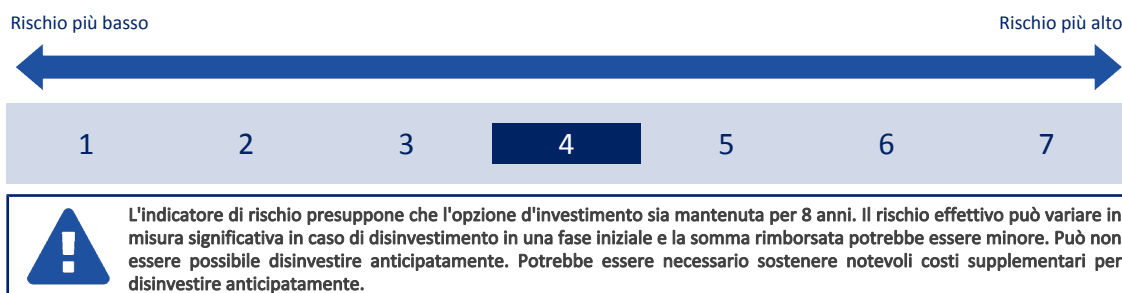 Rischio più basso
Rischio più alto
1 2 3 4 5 6 7
L'indicatore di rischio presuppone che l'opzione d'investimento sia mantenuta per 8 anni. Il rischio effettivo può variare in
misura significativa in caso di disinvestimento in una fase iniziale e la somma rimborsata potrebbe essere minore. Può non
essere possibile disinvestire anticipatamente. Potrebbe essere necessario sostenere notevoli costi supplementari per
disinvestire anticipatamente.